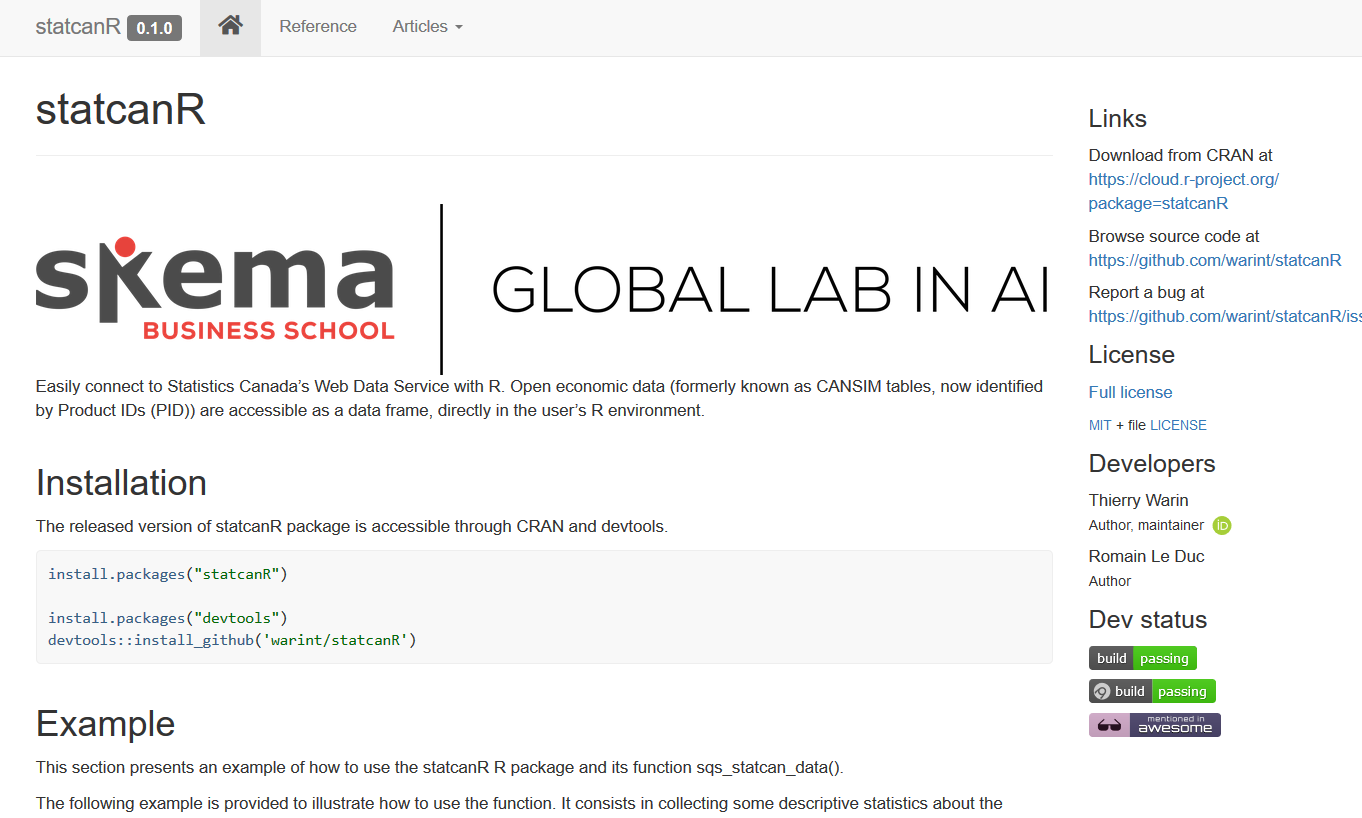 statcanR 0.1.0 Reference Articles
statcanR
skema
BUSINESS SCHOOL
GLOBAL LAB IN AI
Easily connect to Statistics Canada’s Web Data Service with R. Open economic data (formerly known as CANSIM tables, now identified
by Product IDs (PID)) are accessible as a data frame, directly in the user’s R environment.
Installation
The released version of statcanR package is accessible through CRAN and devtools.
install.packages("statcanR")
install.packages("devtools")
devtools::install_github('warint/statcanR')
Example
This section presents an example of how to use the statcanR R package and its function sqs_statcan_data().
The following example is provided to illustrate how to use the function. It consists in collecting some descriptive statistics about the
Links
Download from CRAN at
https://cloud.r-project.org/
package=statcanR
Browse source code at
https://github.com/warint/statcanR
Report a bug at
https://github.com/warint/statcanR/iss
License
Full license
MIT + file LICENSE
Developers
Thierry Warin
Author, maintainer iD
Romain Le Duc
Author
Dev status
build passing
build passing
mentioned in
awesome